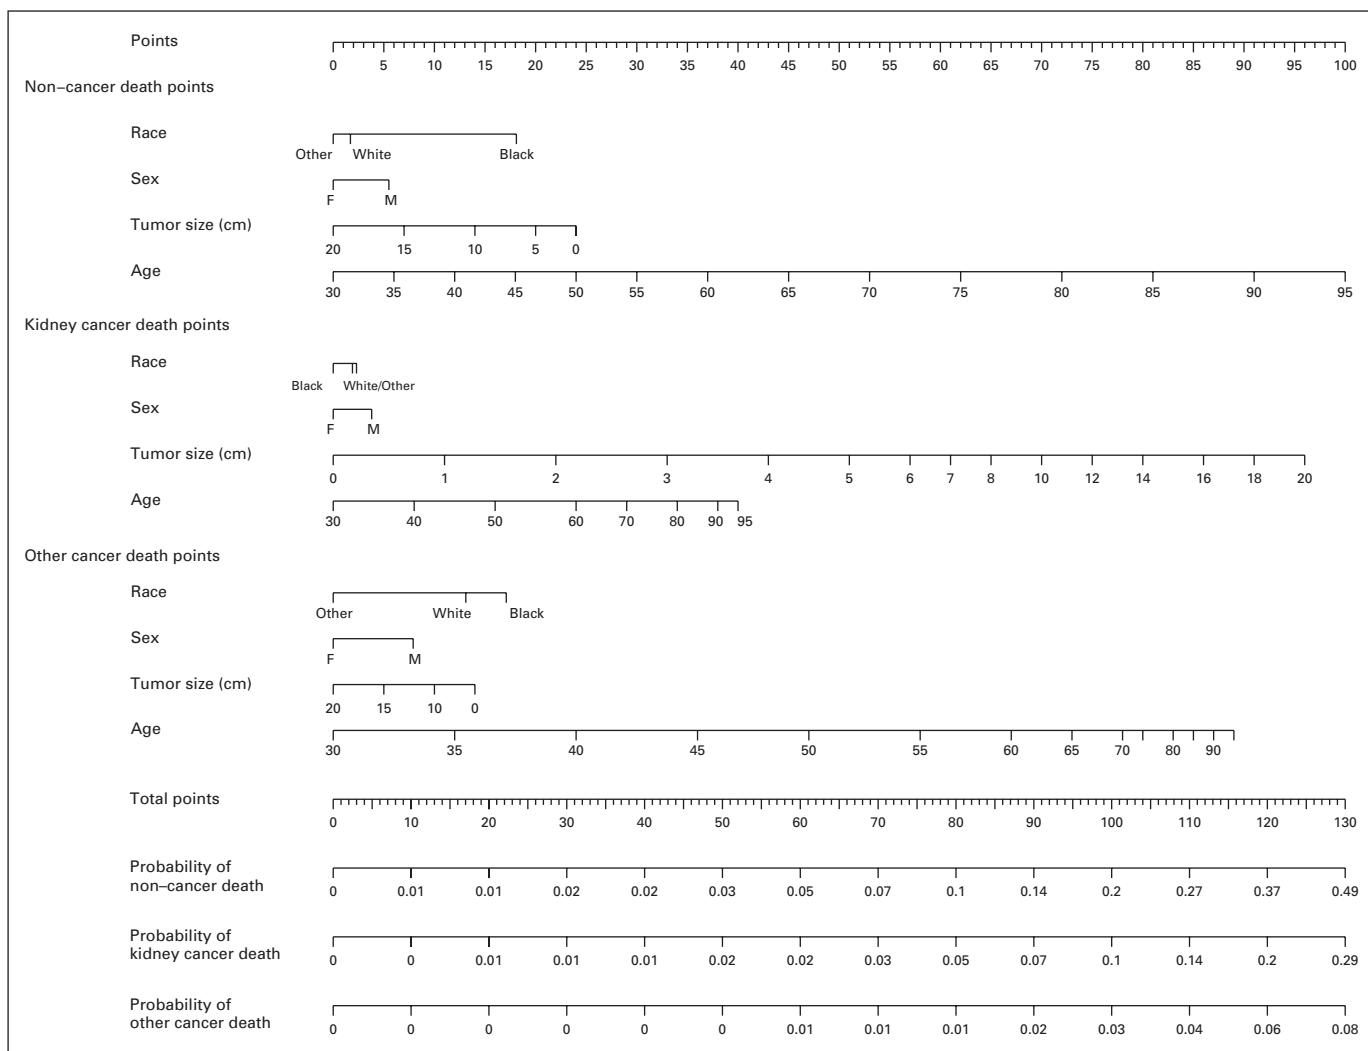 Points
0 5 10 15 20 25 30 35 40 45 50 55 60 65 70 75 80 85 90 95 100
Non–cancer death points
Race
Other White Black
Sex
F M
Tumor size (cm)
20 15 10 5 0
Age
30 35 40 45 50 55 60 65 70 75 80 85 90 95
Kidney cancer death points
Race
Black White/Other
Sex
F M
Tumor size (cm)
0 1 2 3 4 5 6 7 8 10 12 14 16 18 20
Age
30 40 50 60 70 80 90 95
Other cancer death points
Race
Other White Black
Sex
F M
Tumor size (cm)
20 15 10 0
Age
30 35 40 45 50 55 60 65 70 80 90
Total points
0 10 20 30 40 50 60 70 80 90 100 110 120 130
Probability of
non–cancer death
0 0.01 0.01 0.02 0.02 0.03 0.05 0.07 0.1 0.14 0.2 0.27 0.37 0.49
Probability of
kidney cancer death
0 0 0.01 0.01 0.01 0.02 0.02 0.03 0.05 0.07 0.1 0.14 0.2 0.29
Probability of
other cancer death
0 0 0 0 0 0 0.01 0.01 0.01 0.02 0.03 0.04 0.06 0.08